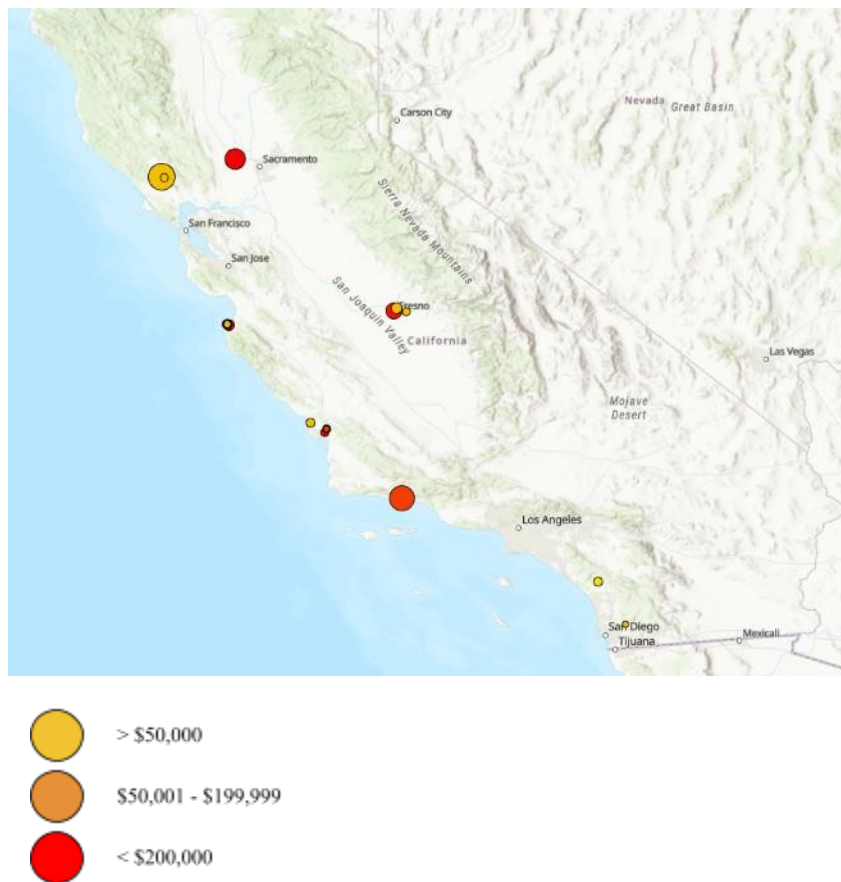 Carson City
Nevada
Great Basin
Sacramento
Sierra Nevada Mountains
San Francisco
San Jose
San Joaquin Valley
Fresno
California
Las Vegas
Mojave
Desert
Los Angeles
San Diego
Tijuana
Mexicali
> $50,000
$50,001 - $199,999
< $200,000